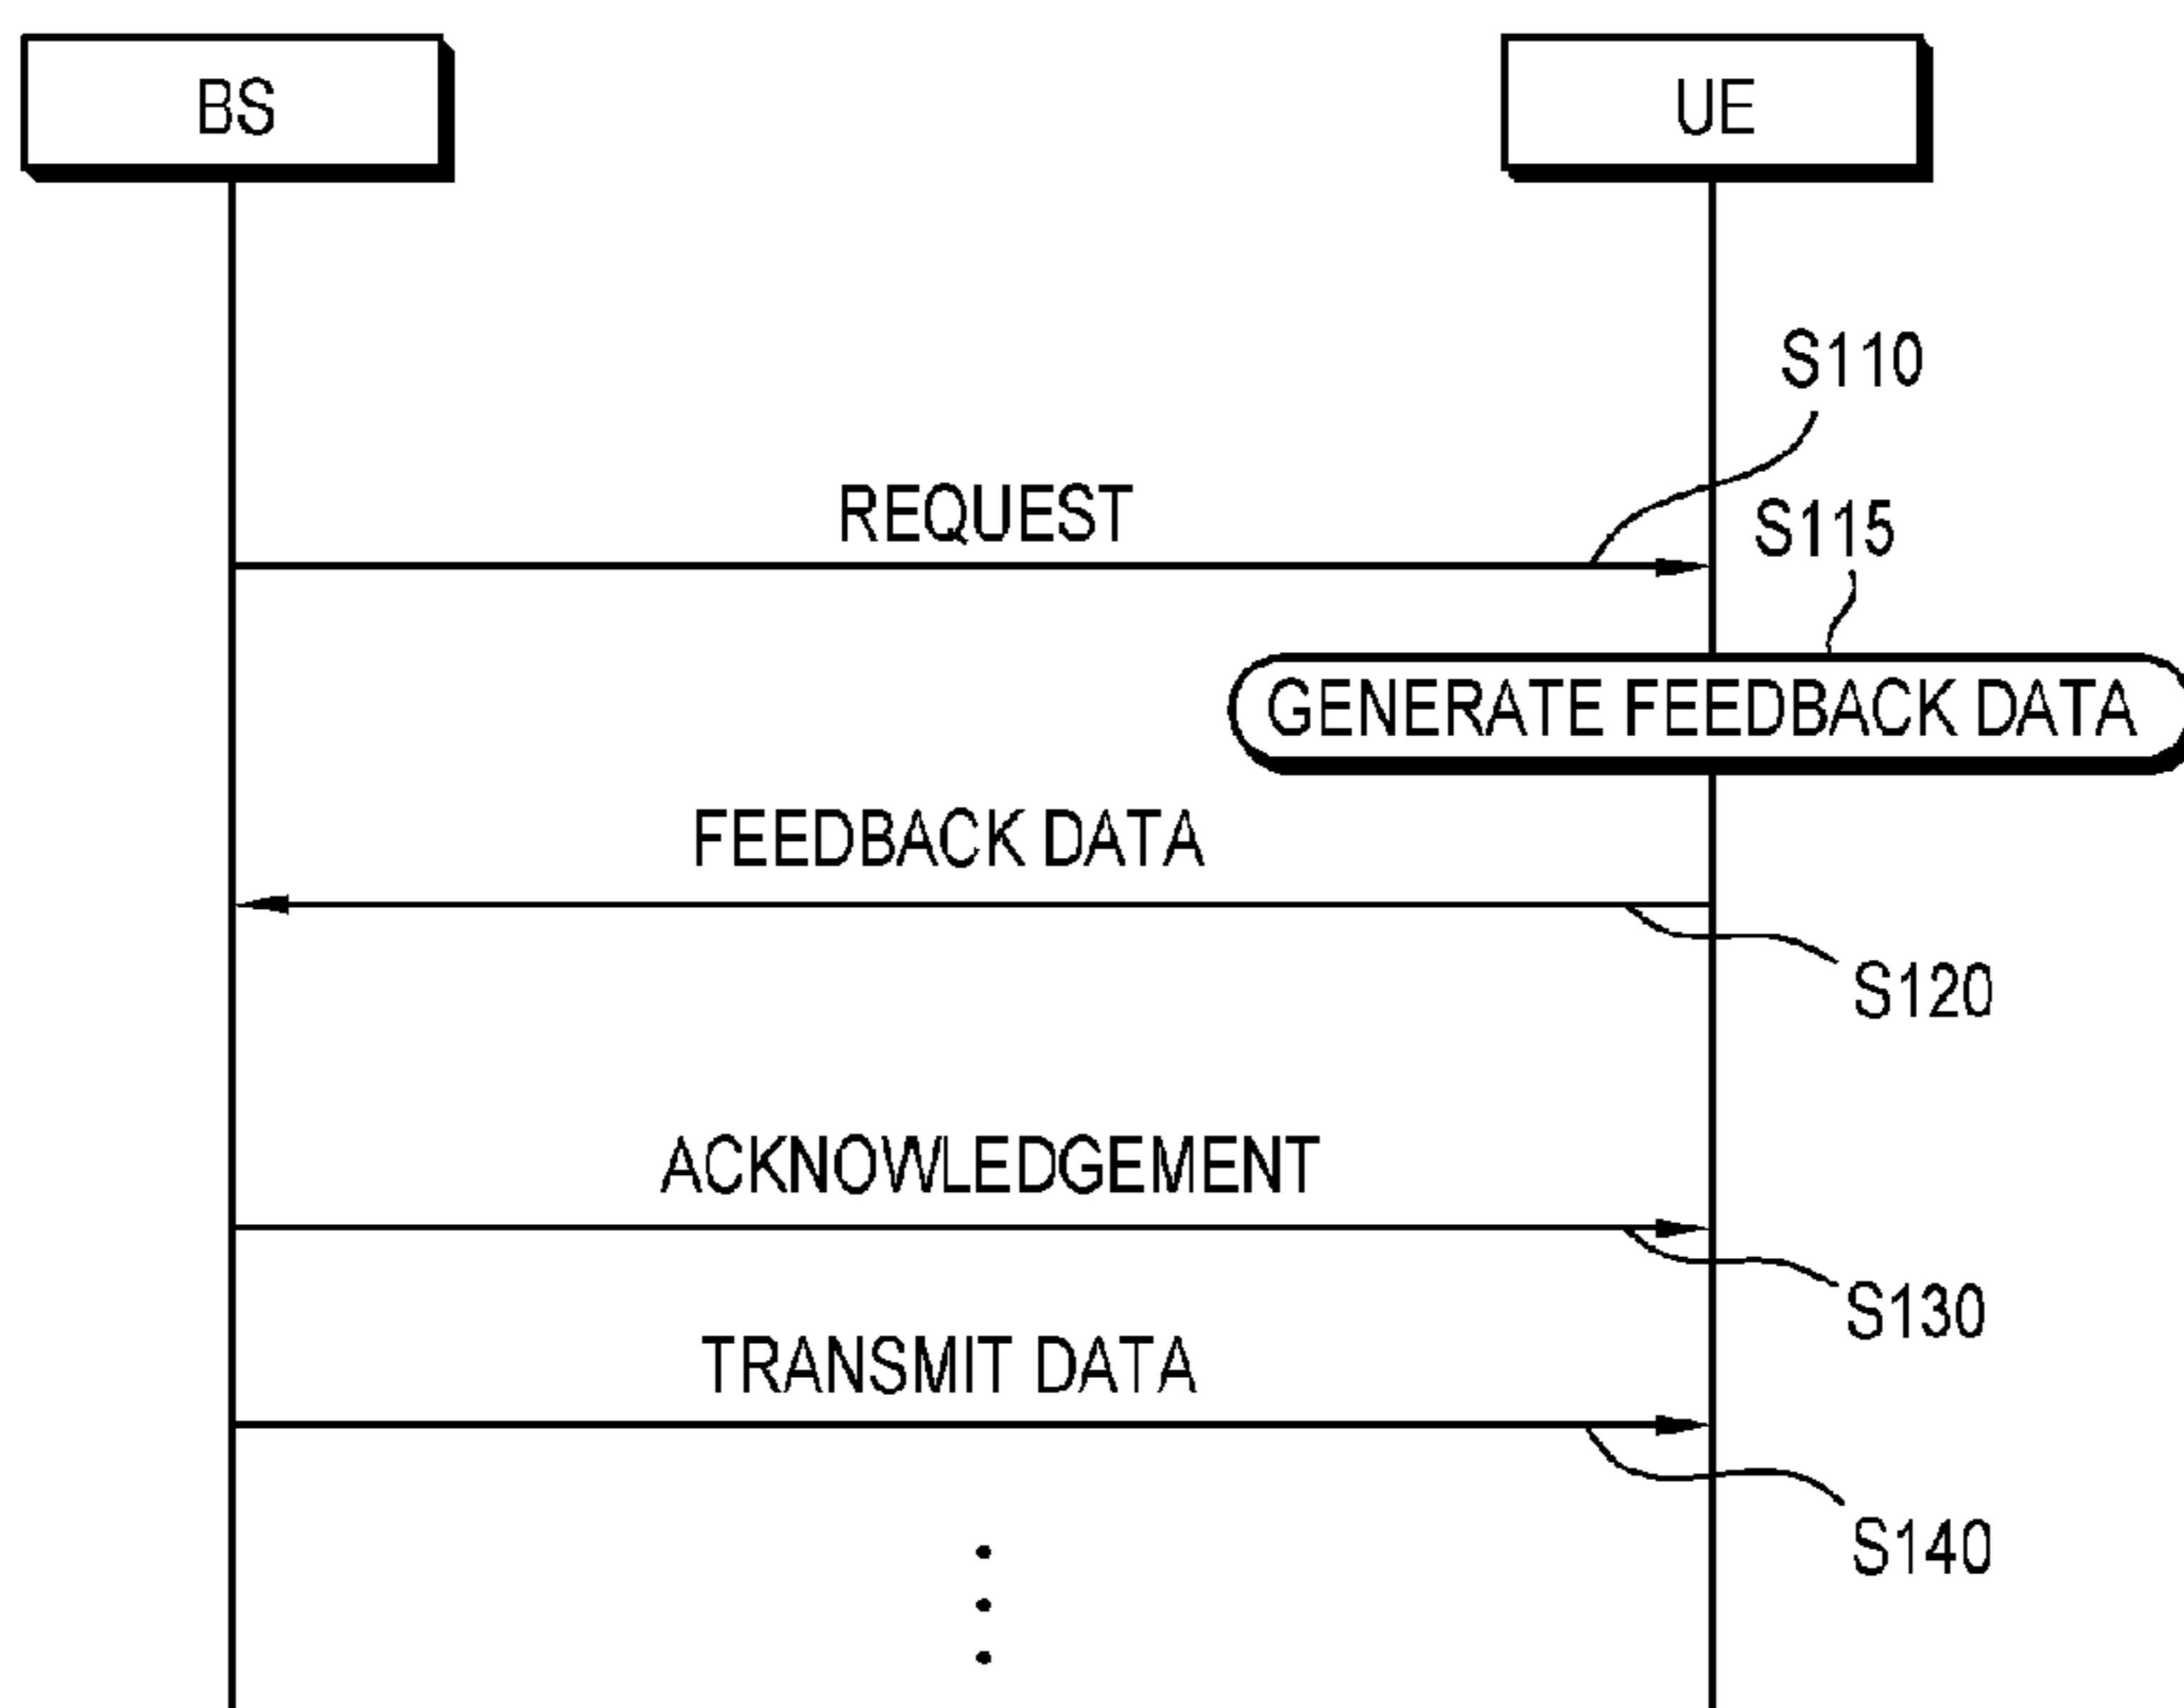 BS
UE
S110
REQUEST
S115
GENERATE FEEDBACK DATA
FEEDBACK DATA
S120
ACKNOWLEDGEMENT
S130
TRANSMIT DATA
S140